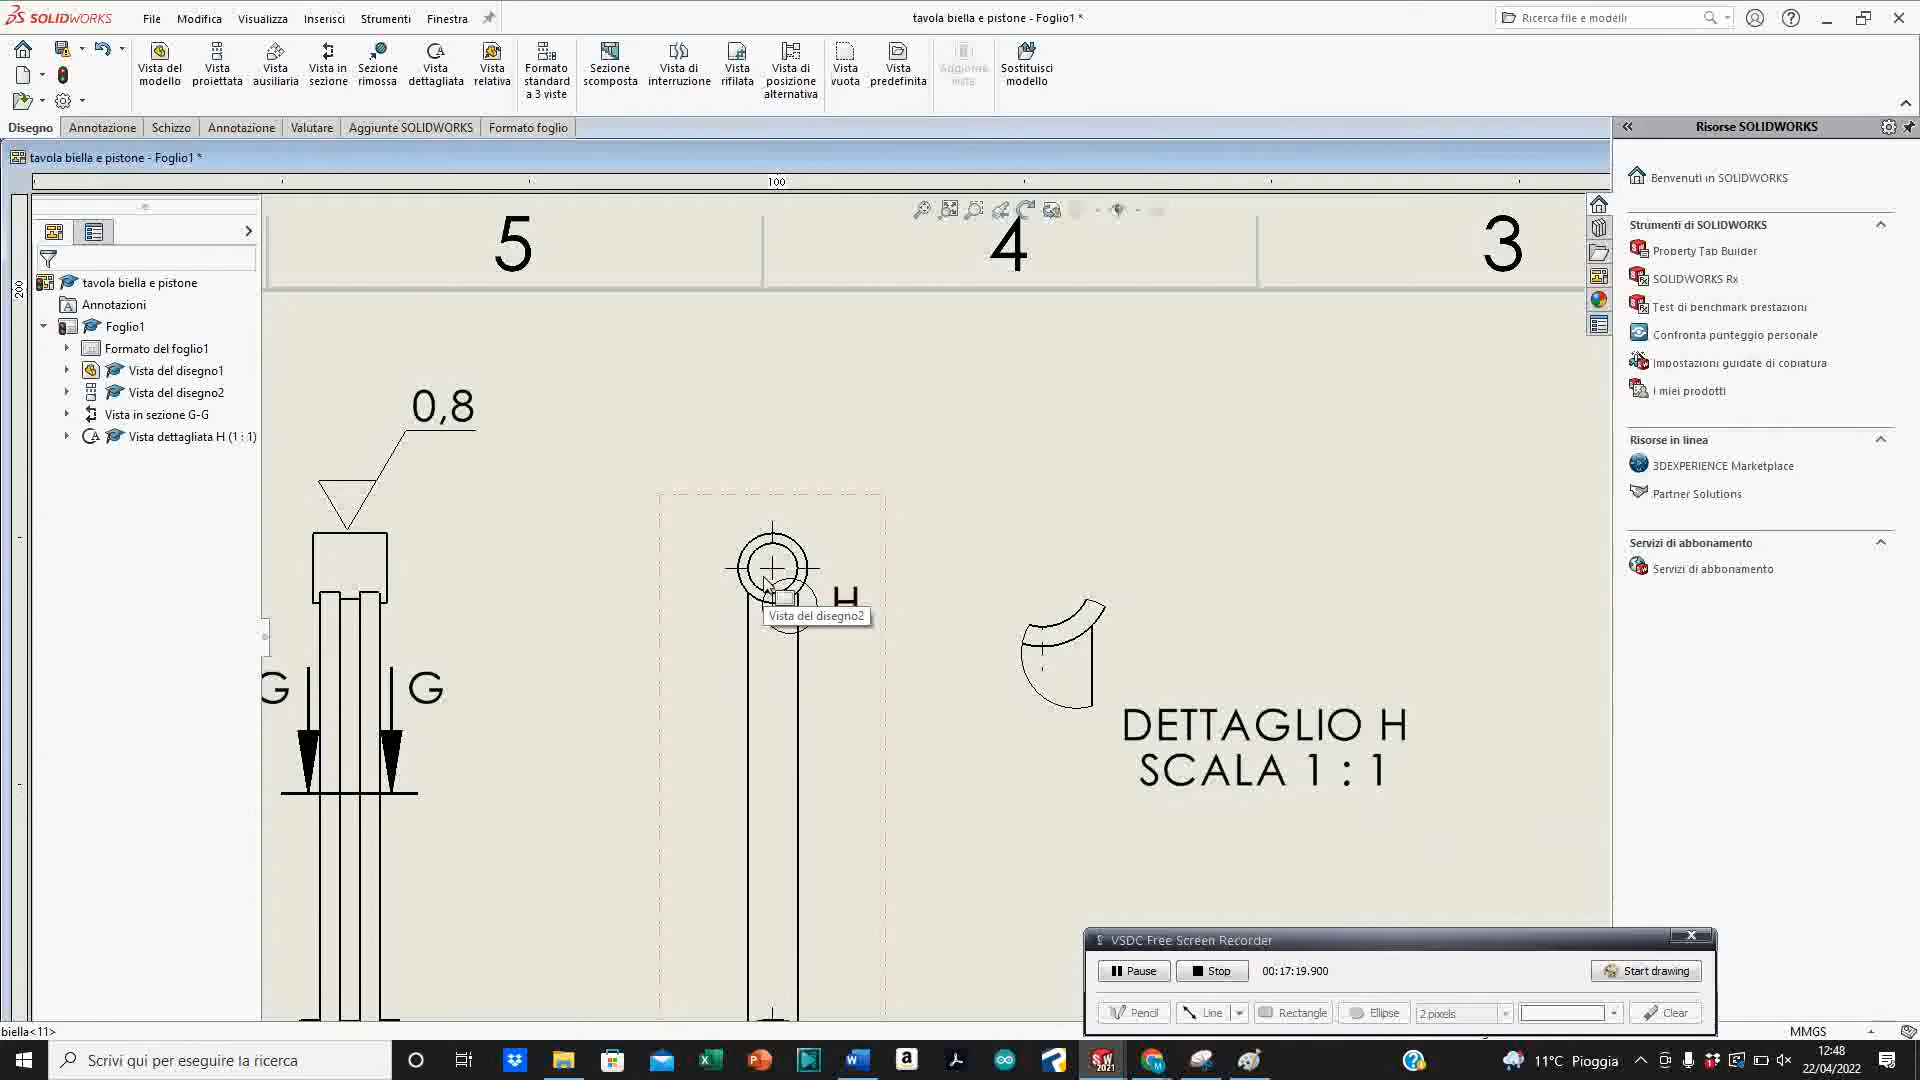 SOLIDWORKS
File Modifica Visualizza Inserisci Strumenti Finestra
tavola biella e pistone - Foglio1 *
Ricerca file e modelli
Vista del modello
Vista proiettata
Vista ausiliaria
Vista in sezione
Sezione rimossa
Vista dettagliata
Vista relativa
Formato standard a 3 viste
Sezione scomposta
Vista di interruzione
Vista rifilata
Vista di posizione alternativa
Vista vuota
Vista predefinita
Aggiorna vista
Sostituisci modello
Disegno Annotazione Schizzo Annotazione Valutare Aggiunte SOLIDWORKS Formato foglio
tavola biella e pistone - Foglio1 *
100
200
tavola biella e pistone
Annotazioni
Foglio1
Formato del foglio1
Vista del disegno1
Vista del disegno2
Vista in sezione G-G
Vista dettagliata H (1 : 1)
5 4 3
0,8
G G
H
Vista del disegno2
DETTAGLIO H
SCALA 1 : 1
Risorse SOLIDWORKS
Benvenuti in SOLIDWORKS
Strumenti di SOLIDWORKS
Property Tab Builder
SOLIDWORKS Rx
Test di benchmark prestazioni
Confronta punteggio personale
Impostazioni guidate di copiatura
I miei prodotti
Risorse in linea
3DEXPERIENCE Marketplace
Partner Solutions
Servizi di abbonamento
Servizi di abbonamento
VSDC Free Screen Recorder
Pause Stop 00:17:19.900 Start drawing
Pencil Line Rectangle Ellipse 2 pixels Clear
biella<11>
MMGS
Scrivi qui per eseguire la ricerca
11°C Pioggia
12:48
22/04/2022